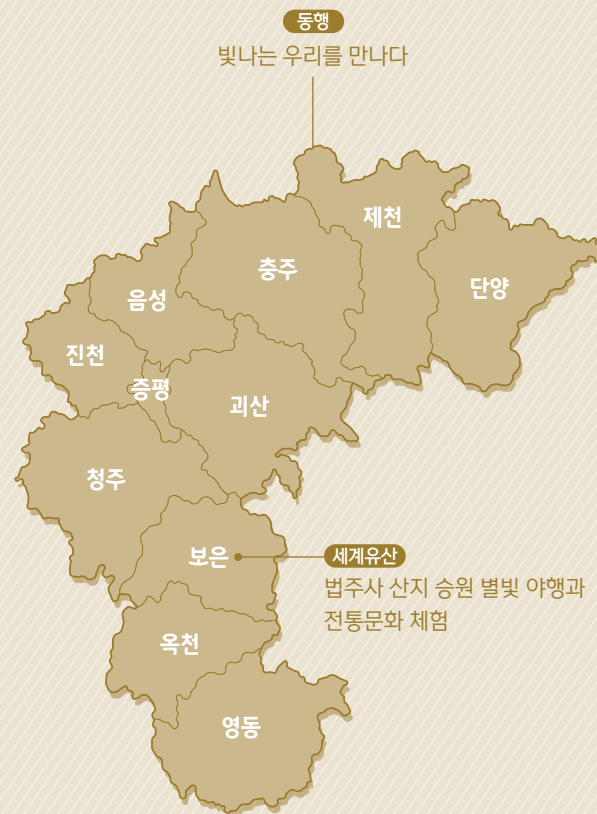 동행
빛나는 우리를 만나다
제천
충주
단양
음성
진천
증평
괴산
청주
보은
세계유산
법주사 산지 승원 별빛 야행과
전통문화 체험
옥천
영동